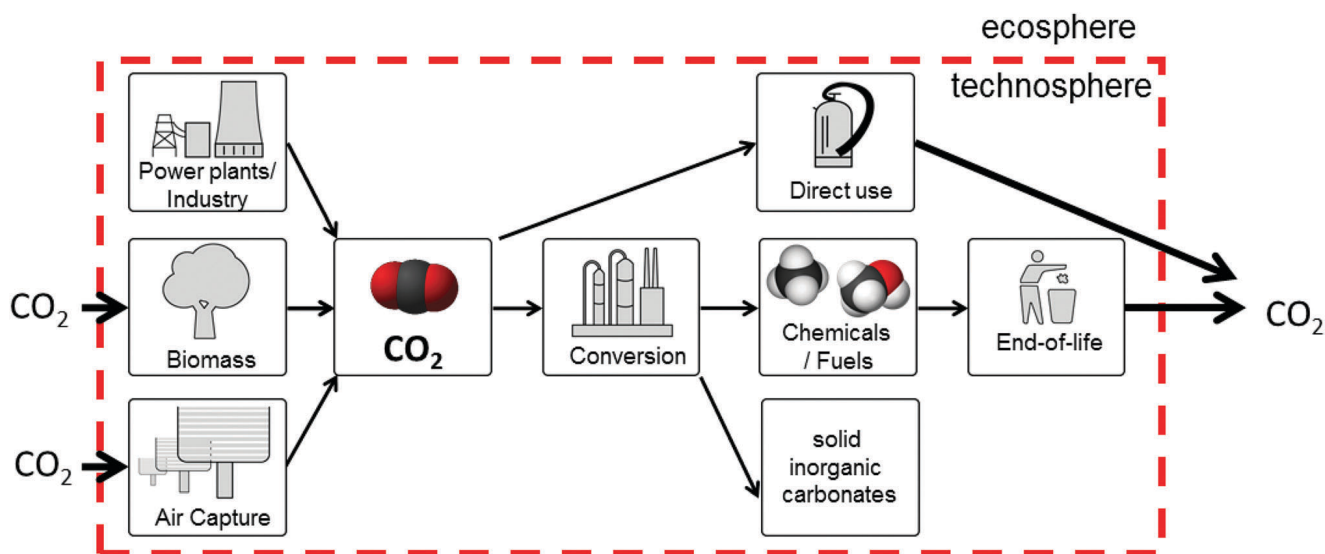 ecosphere
technosphere
Power plants/
Industry
Direct use
CO₂
Biomass
CO₂
Conversion
Chemicals
/ Fuels
End-of-life
CO₂
CO₂
Air Capture
solid
inorganic
carbonates